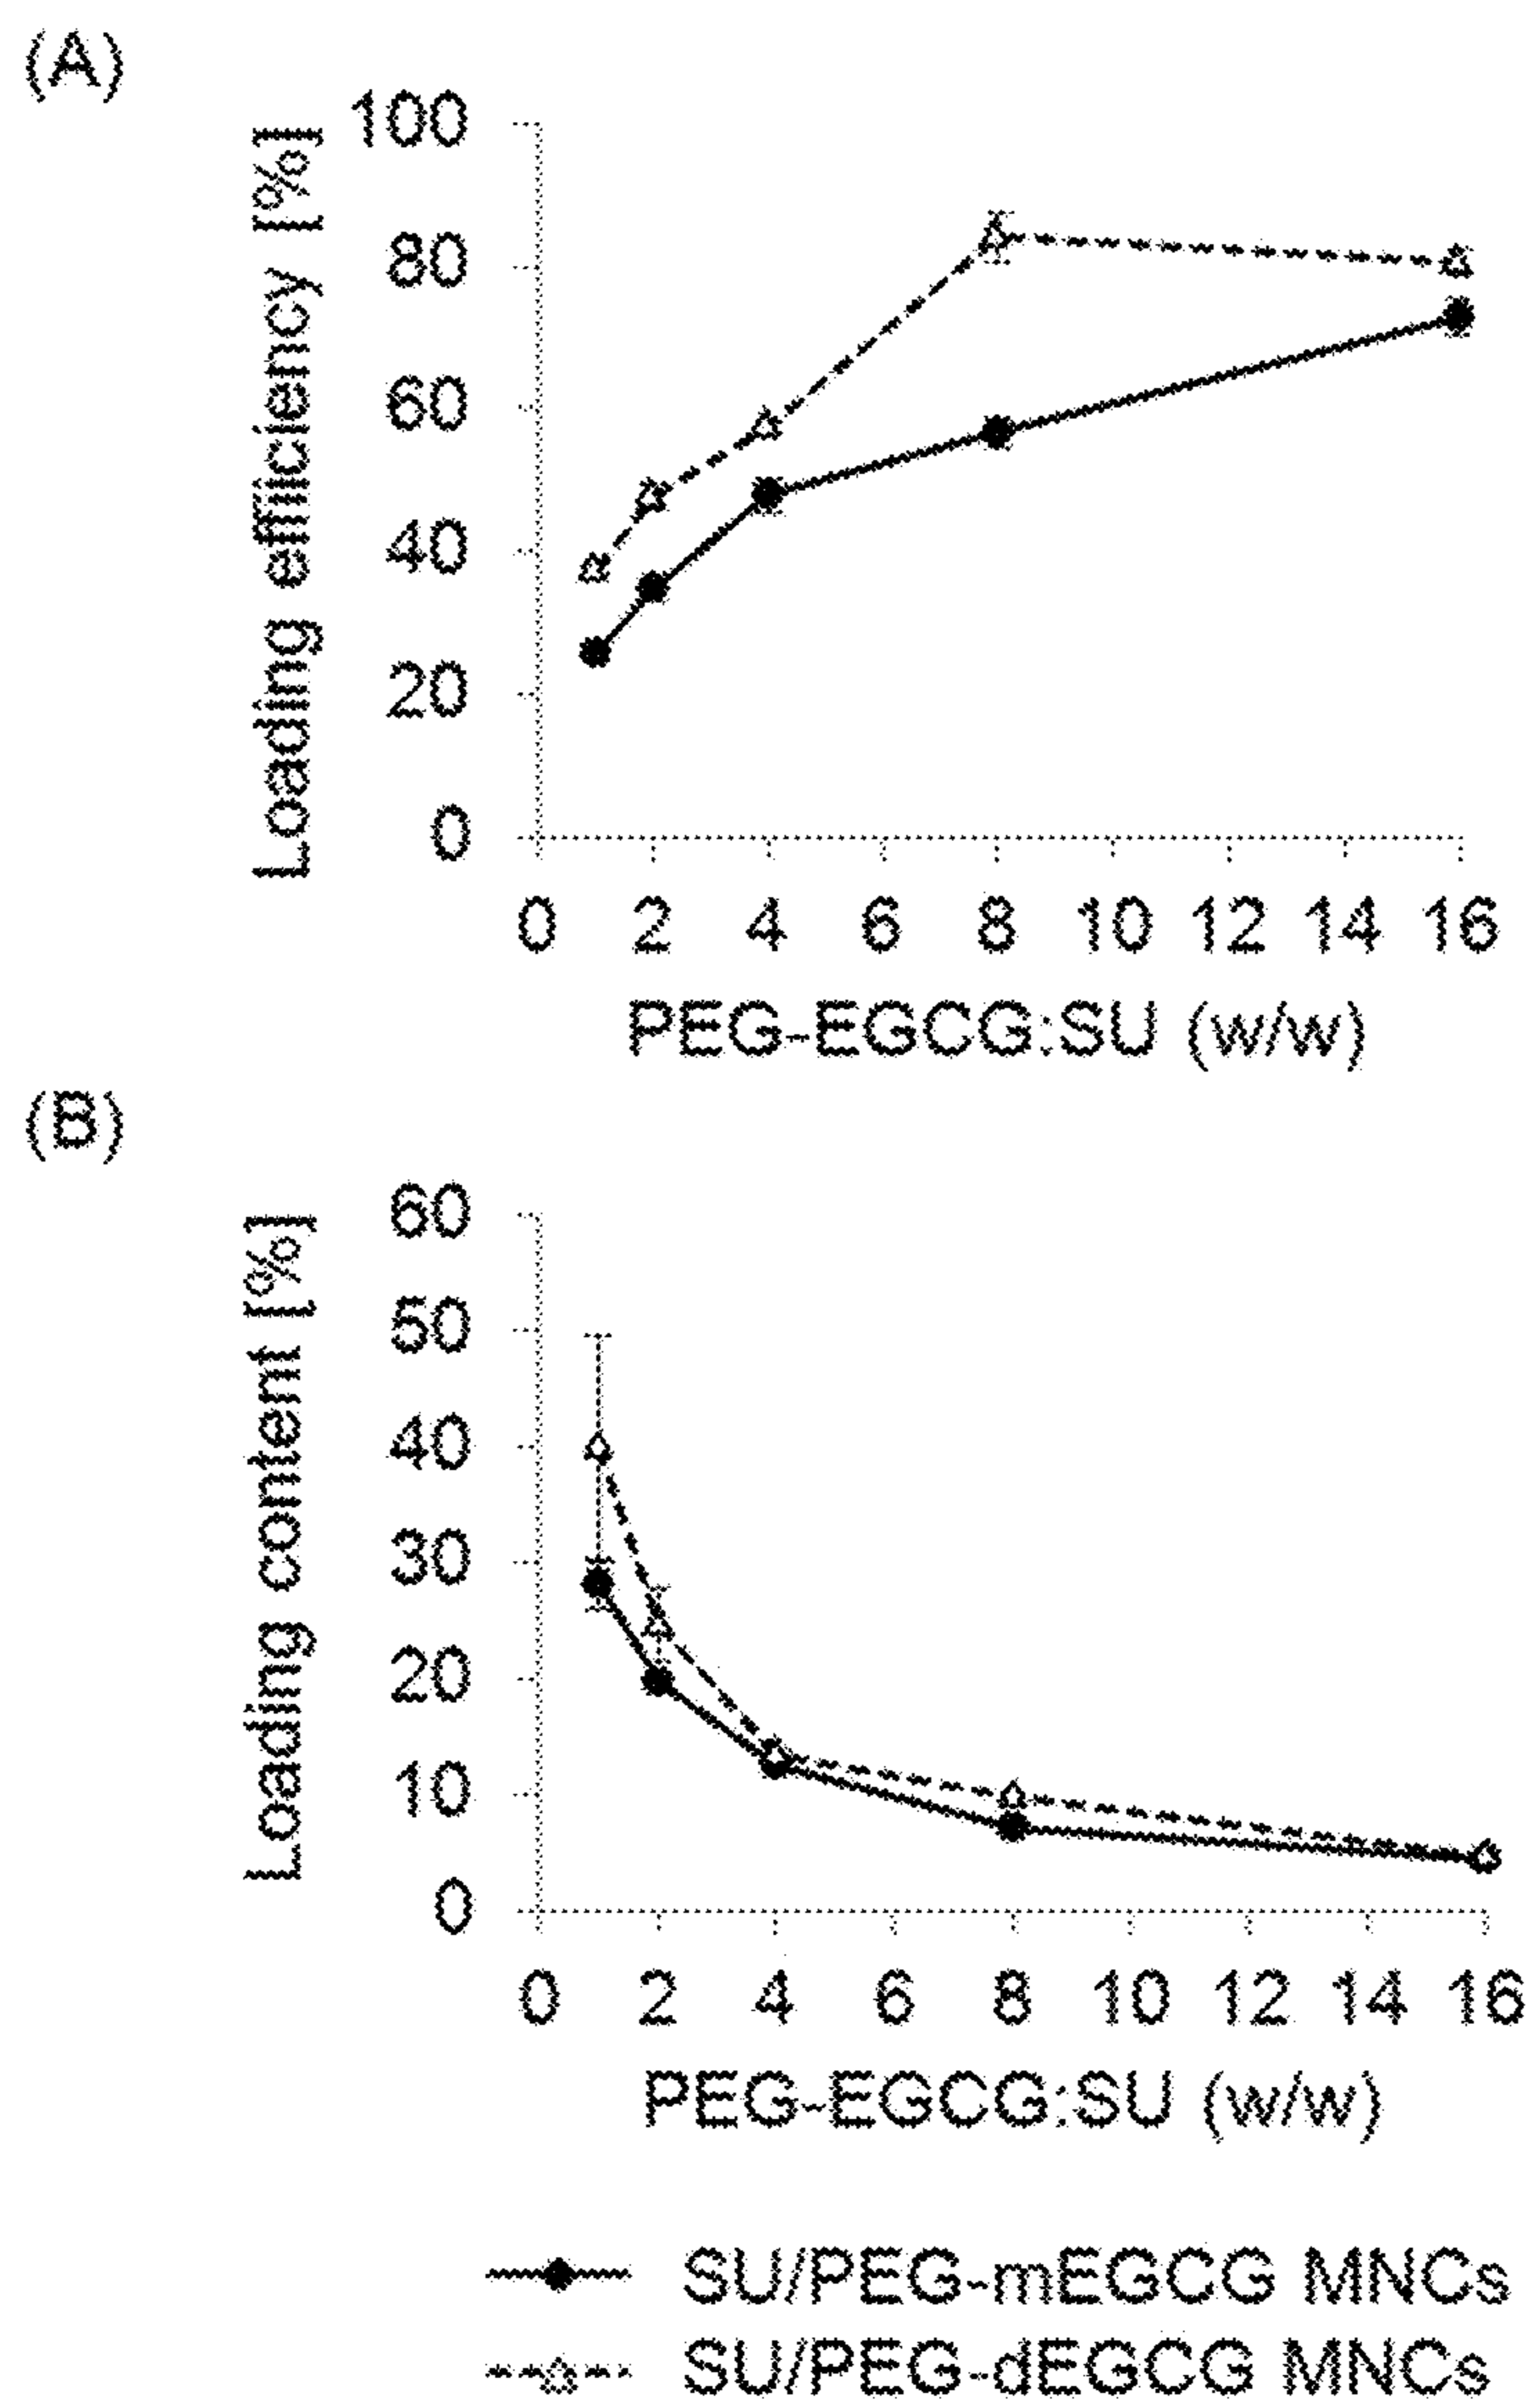 (A)
Loading efficiency [%]
100
80
60
40
20
0
0 2 4 6 8 10 12 14 16
PEG-EGCG:SU (w/w)
(B)
Loading content [%]
60
50
40
30
20
10
0
0 2 4 6 8 10 12 14 16
PEG-EGCG:SU (w/w)
SU/PEG-mEGCG MNCs
SU/PEG-dEGCG MNCs